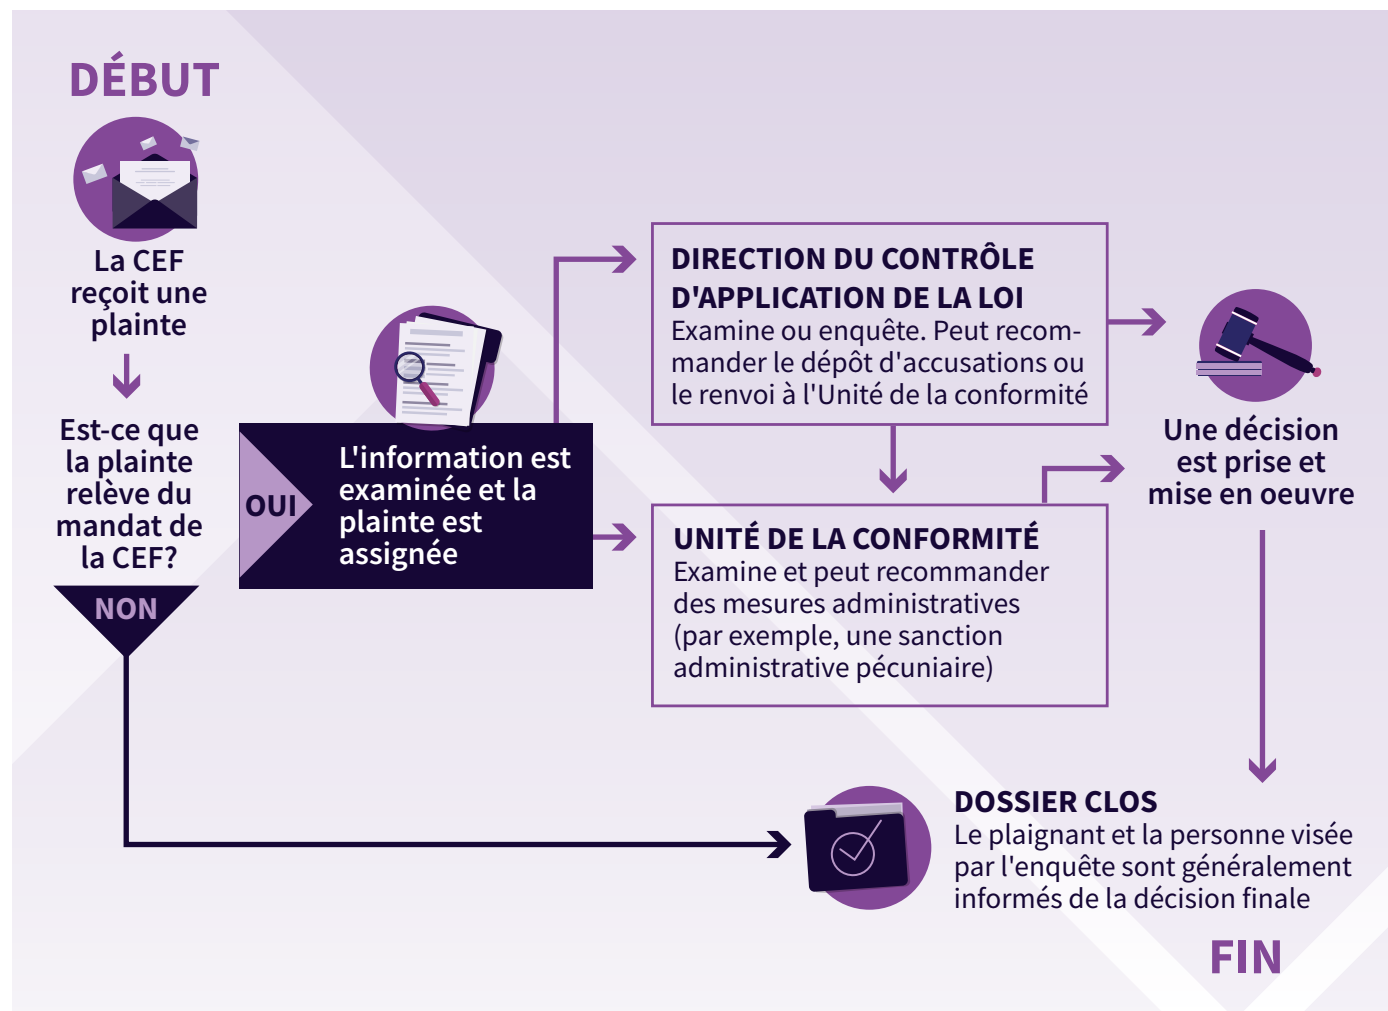 DÉBUT
La CEF
reçoit une
plainte
Est-ce que
la plainte
relève du
mandat de
la CEF?
NON
OUI
L'information est
examinée et la
plainte est
assignée
DIRECTION DU CONTRÔLE
D'APPLICATION DE LA LOI
Examine ou enquête. Peut recom-
mander le dépôt d'accusations ou
le renvoi à l'Unité de la conformité
UNITÉ DE LA CONFORMITÉ
Examine et peut recommander
des mesures administratives
(par exemple, une sanction
administrative pécuniaire)
Une décision
est prise et
mise en oeuvre
DOSSIER CLOS
Le plaignant et la personne visée
par l'enquête sont généralement
informés de la décision finale
FIN